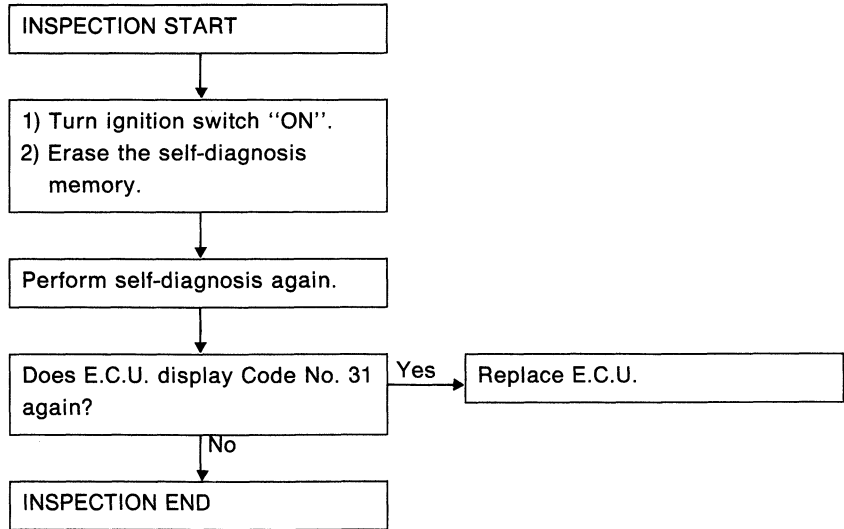 INSPECTION START
1) Turn ignition switch “ON”.
2) Erase the self-diagnosis
memory.
Perform self-diagnosis again.
Does E.C.U. display Code No. 31
again?
Yes
Replace E.C.U.
No
INSPECTION END